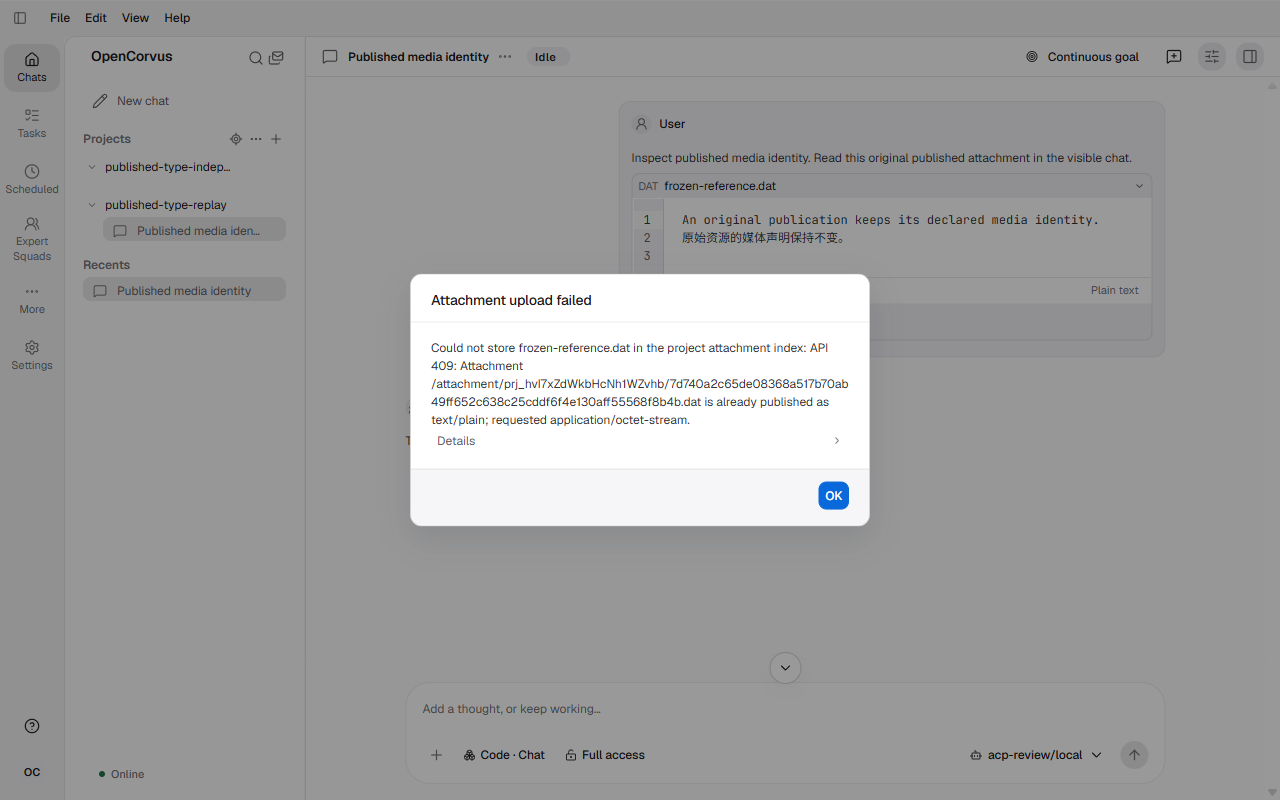 File Edit View Help
Chats
Tasks
Scheduled
Expert
Squads
More
Settings
OC
OpenCorvus
New chat
Projects
published-type-indep...
published-type-replay
Published media iden...
Recents
Published media identity
Online
Published media identity ··· Idle
Continuous goal
User
Inspect published media identity. Read this original published attachment in the visible chat.
DAT frozen-reference.dat
1 An original publication keeps its declared media identity.
2 原始资源的媒体声明保持不变。
3
Plain text
Attachment upload failed
Could not store frozen-reference.dat in the project attachment index: API
409: Attachment
/attachment/prj_hvI7xZdWkbHcNh1WZvhb/7d740a2c65de08368a517b70ab
49ff652c638c25cddf6f4e130aff55568f8b4b.dat is already published as
text/plain; requested application/octet-stream.
Details
OK
Add a thought, or keep working...
Code · Chat
Full access
acp-review/local